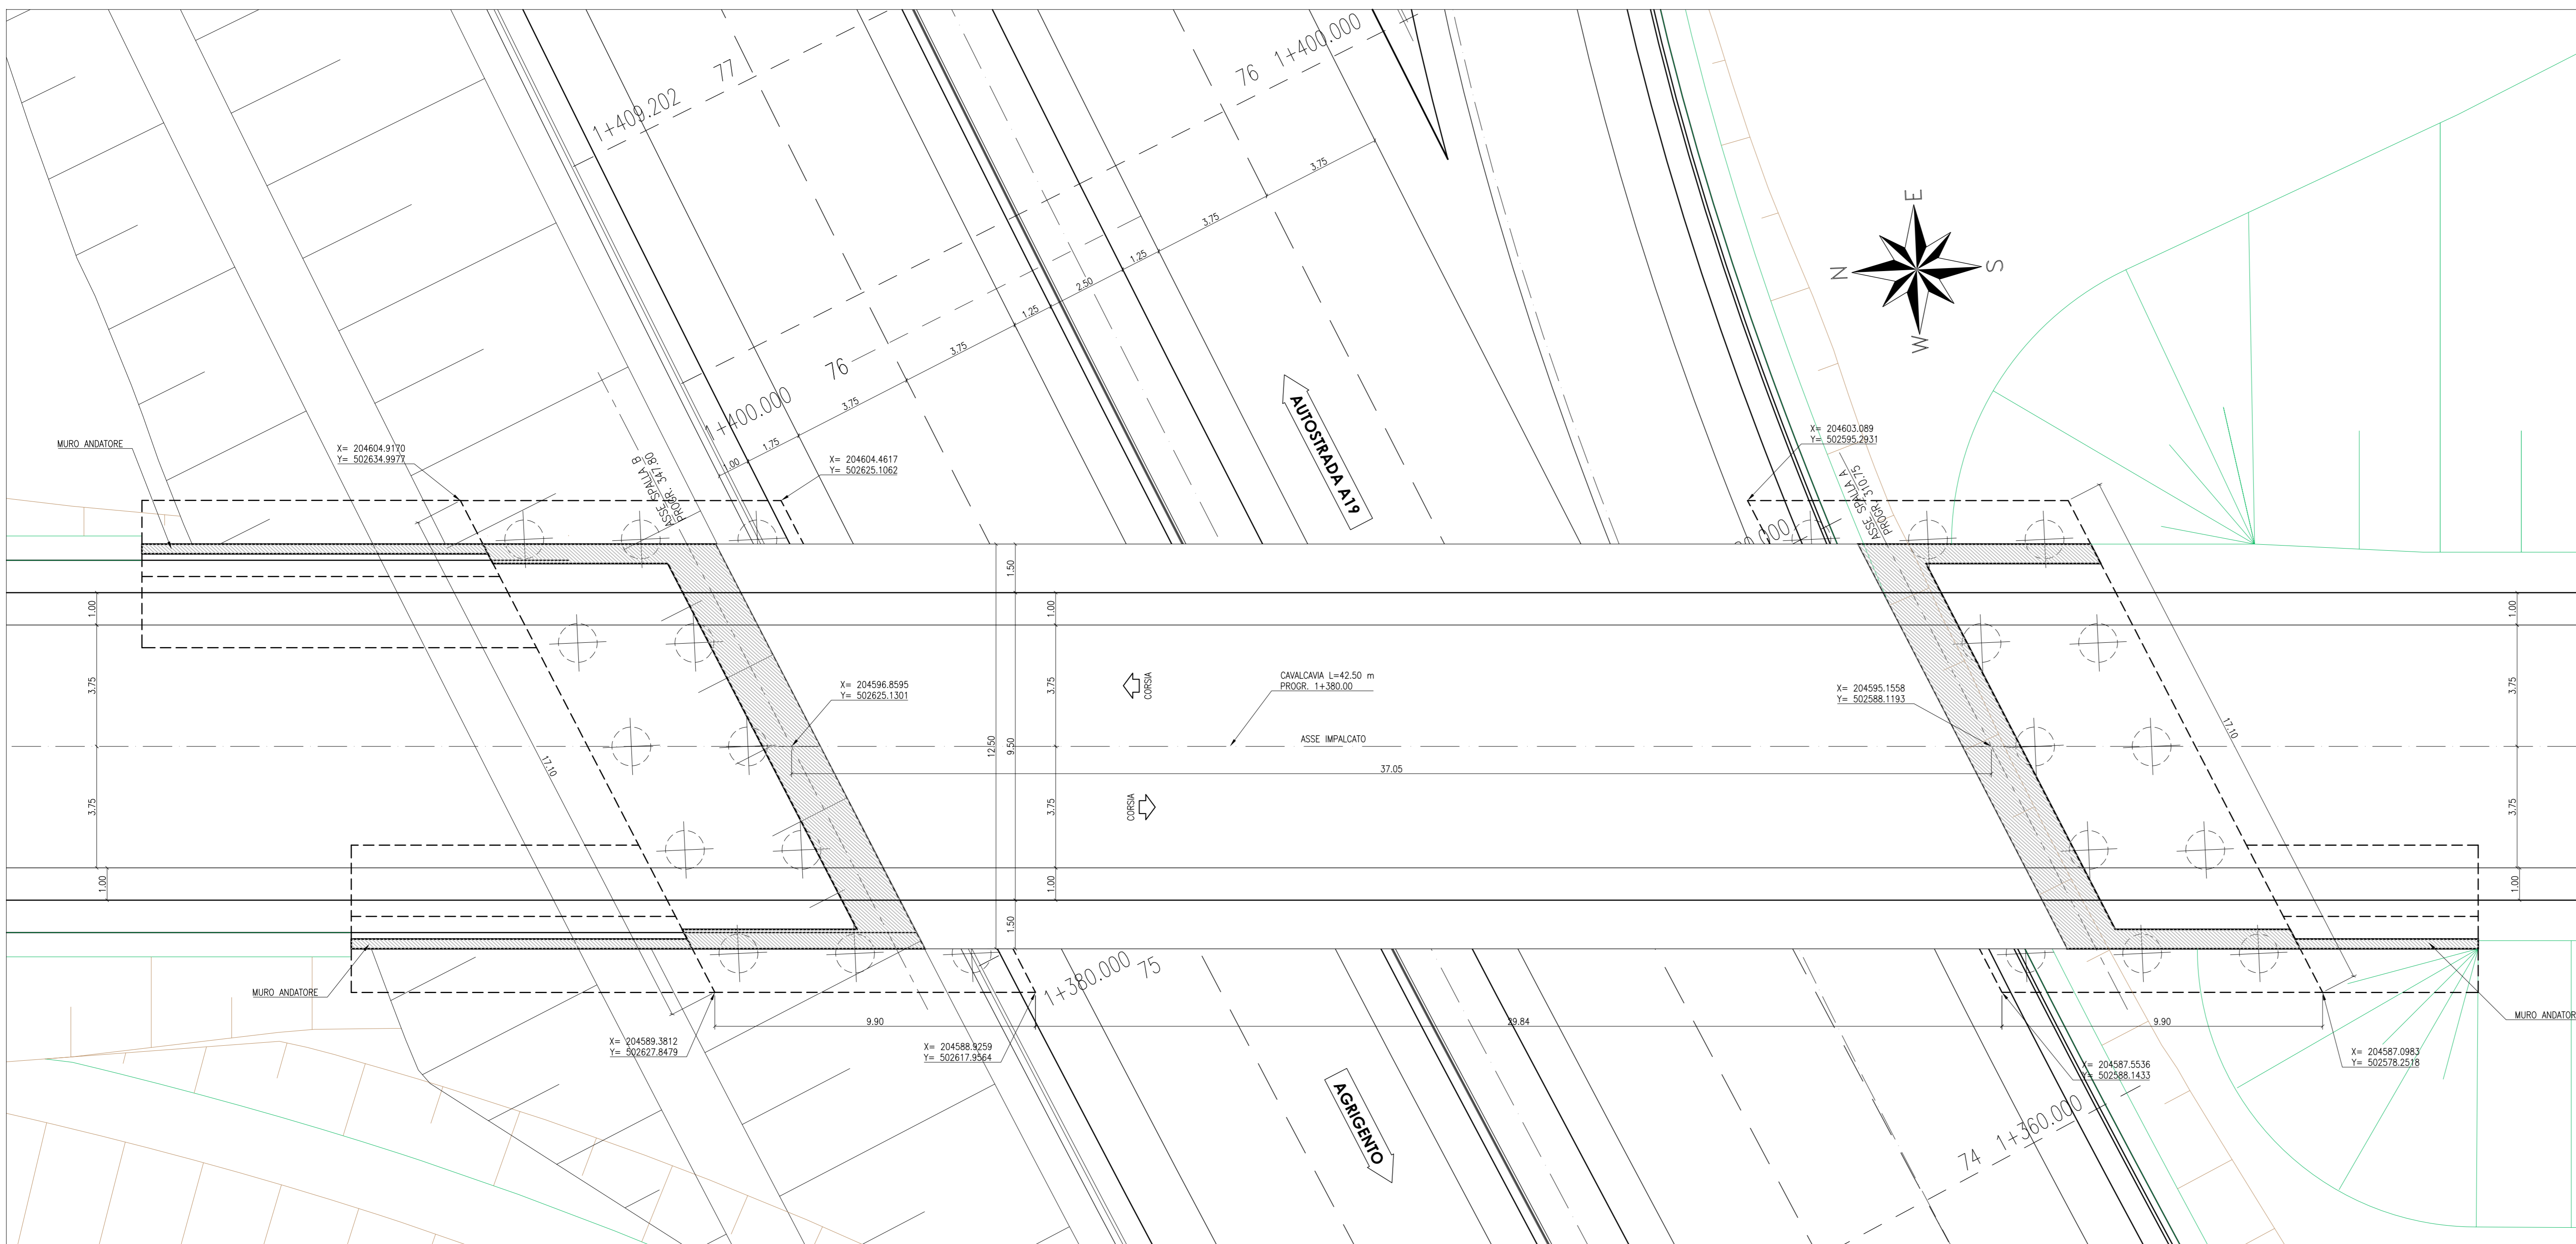 1+409.202
77
76
1+400.000
3.75
3.75
1.25
2.50
1.25
3.75
3.75
1.75
1.00
76
1+400.000
E
N
S
W
AUTOSTRADA A19
MURO ANDATORE
X= 204604.9170
Y= 502634.9977
ASSE SPALLA B
PROGR. 347.80
X= 204604.4617
Y= 502625.1062
X= 204603.089
Y= 502595.2931
ASSE SPALLA A
PROGR. 310.75
1.50
1.00
1.00
1.00
3.75
3.75
3.75
17.10
17.10
X= 204596.8595
Y= 502625.1301
CORSIA
CAVALCAVIA L=42.50 m
PROGR. 1+380.00
X= 204595.1558
Y= 502588.1193
12.50
9.50
ASSE IMPALCATO
37.05
3.75
3.75
3.75
CORSIA
1.00
1.00
1.00
1.50
MURO ANDATORE
1+380.000
75
9.90
29.84
9.90
MURO ANDATOR
X= 204589.3812
Y= 502627.8479
X= 204588.9259
Y= 502617.9564
X= 204587.5536
Y= 502588.1433
X= 204587.0983
Y= 502578.2518
AGRIGENTO
74
1+360.000